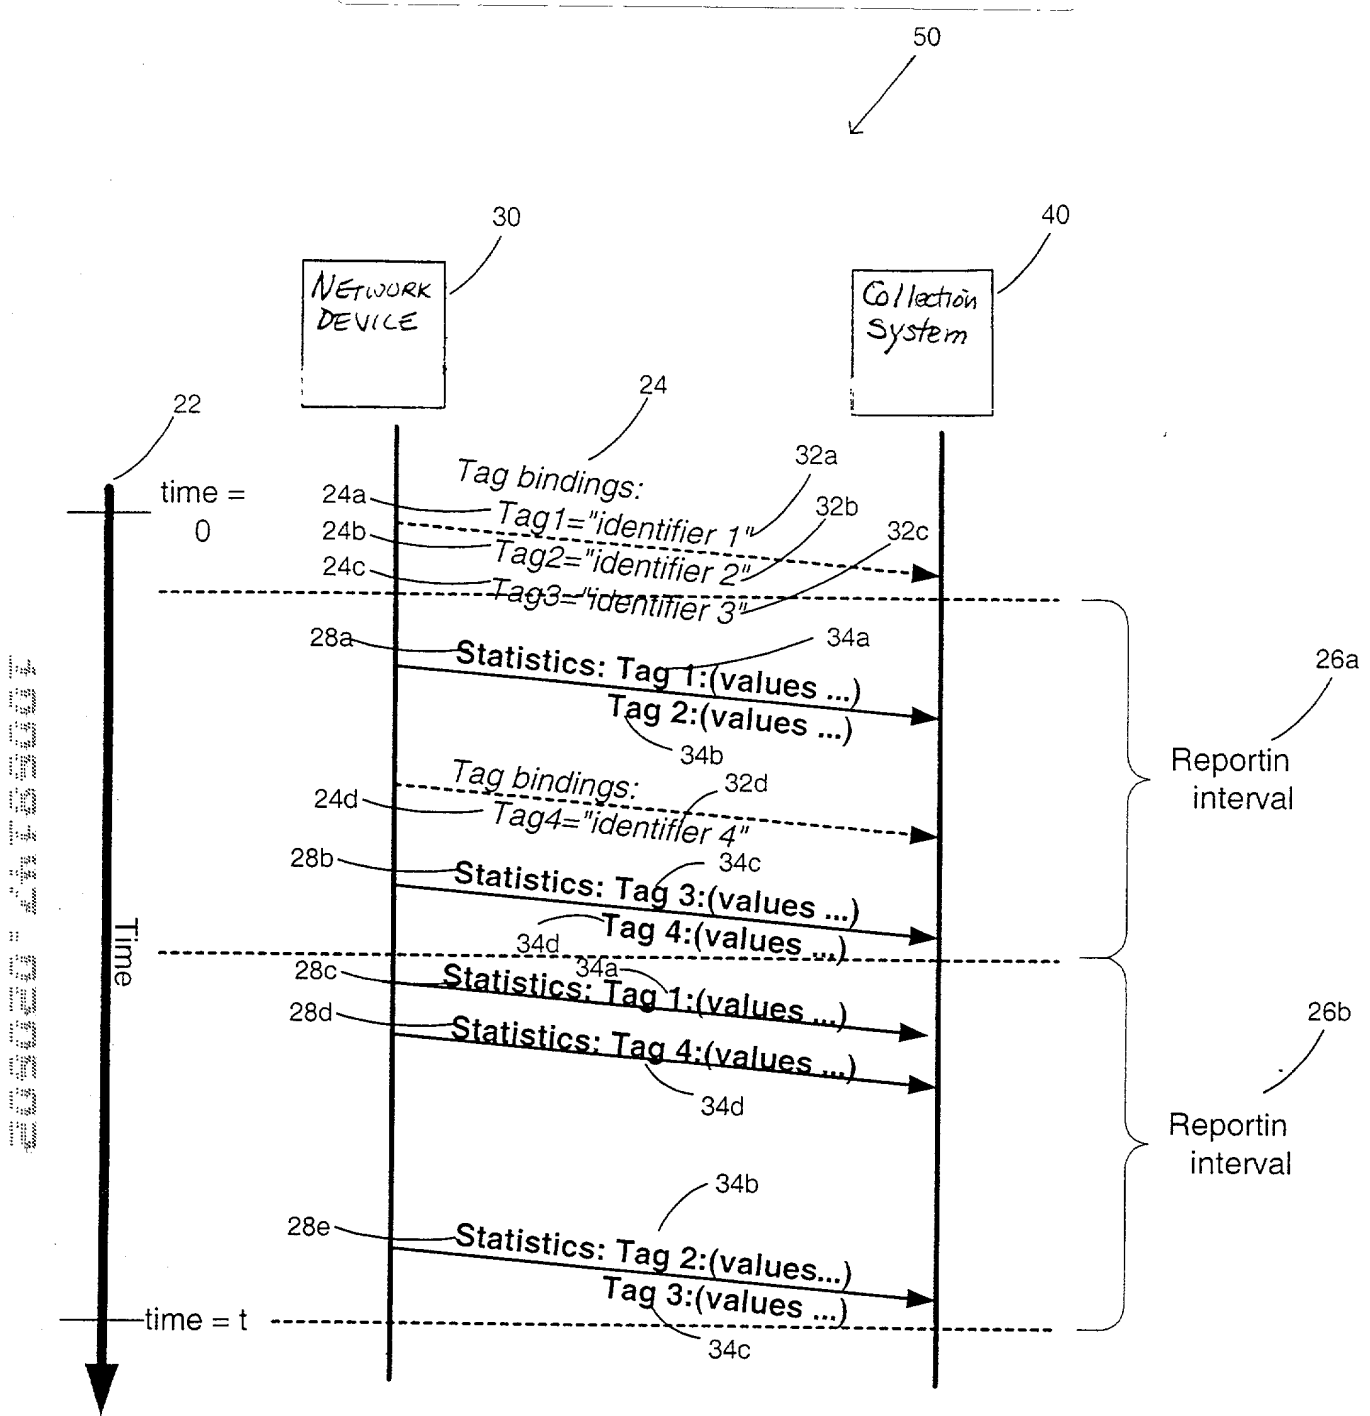 50
30
40
NETWORK
DEVICE
Collection
System
22
24
time =
0
Tag bindings:
32a
24a
Tag1="identifier 1"
32b
24b
Tag2="identifier 2"
32c
24c
Tag3="identifier 3"
28a
Statistics: Tag 1:(values ...)
34a
Tag 2:(values ...)
34b
26a
Reportin
interval
Tag bindings:
32d
24d
Tag4="identifier 4"
28b
Statistics: Tag 3:(values ...)
34c
Tag 4:(values ...)
34d
Time
28c
34a
Statistics: Tag 1:(values ...)
28d
Statistics: Tag 4:(values ...)
34d
26b
Reportin
interval
34b
28e
Statistics: Tag 2:(values...)
Tag 3:(values ...)
34c
time = t